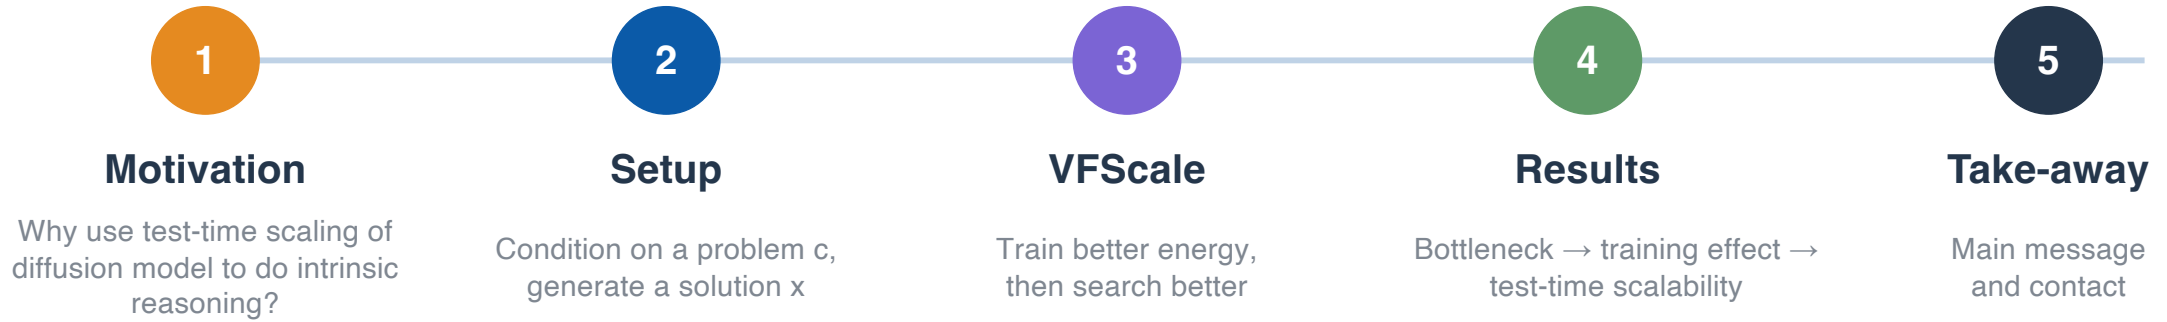 1
2
3
4
5
Motivation
Setup
VFScale
Results
Take-away
Why use test-time scaling of
diffusion model to do intrinsic
reasoning?
Condition on a problem c,
generate a solution x
Train better energy,
then search better
Bottleneck → training effect →
test-time scalability
Main message
and contact